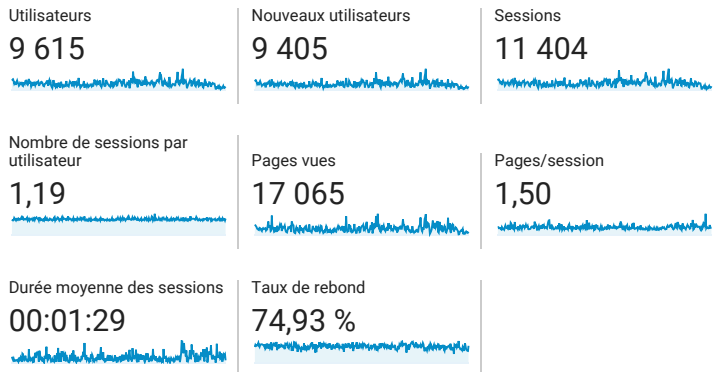 Utilisateurs
9 615
Nouveaux utilisateurs
9 405
Sessions
11 404
Nombre de sessions par
utilisateur
1,19
Pages vues
17 065
Pages/session
1,50
Durée moyenne des sessions
00:01:29
Taux de rebond
74,93 %